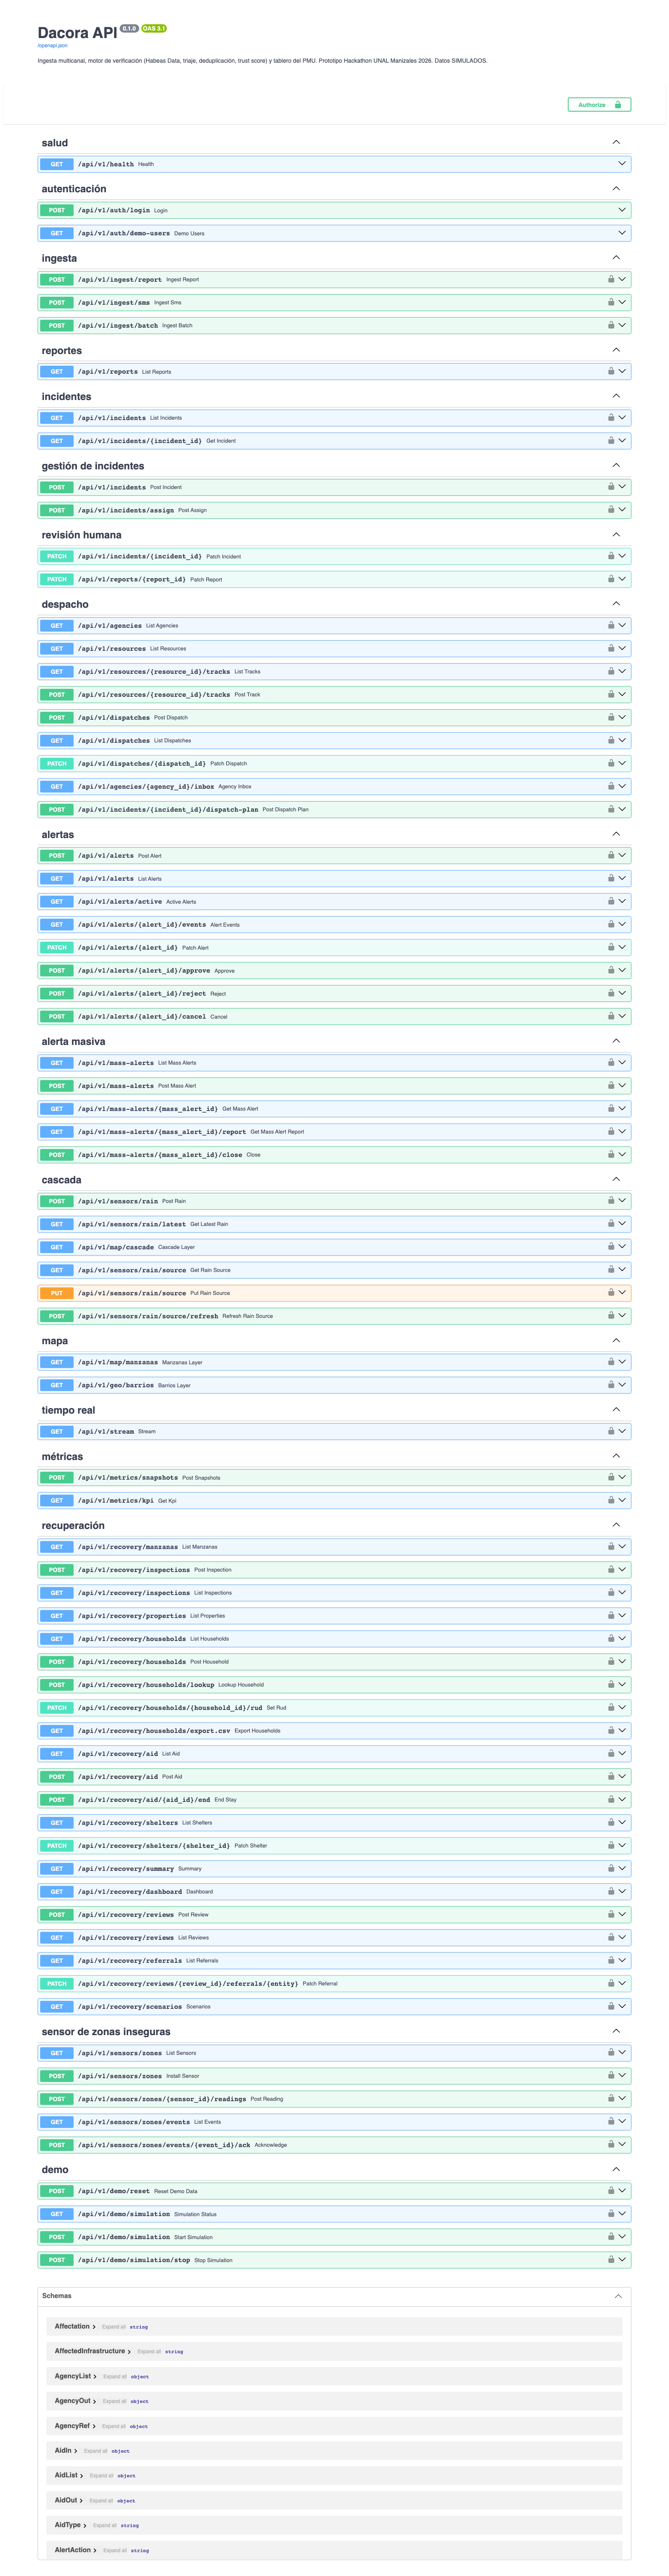 Dacora API 0.1.0 OAS 3.1
/openapi.json
Ingesta multicanal, motor de verificación (Habeas Data, triaje, deduplicación, trust score) y tablero del PMU. Prototipo Hackathon UNAL Manizales 2026. Datos SIMULADOS.
Authorize
salud
GET /api/v1/health Health
autenticación
POST /api/v1/auth/login Login
GET /api/v1/auth/demo-users Demo Users
ingesta
POST /api/v1/ingest/report Ingest Report
POST /api/v1/ingest/sms Ingest Sms
POST /api/v1/ingest/batch Ingest Batch
reportes
GET /api/v1/reports List Reports
incidentes
GET /api/v1/incidents List Incidents
GET /api/v1/incidents/{incident_id} Get Incident
gestión de incidentes
POST /api/v1/incidents Post Incident
POST /api/v1/incidents/assign Post Assign
revisión humana
PATCH /api/v1/incidents/{incident_id} Patch Incident
PATCH /api/v1/reports/{report_id} Patch Report
despacho
GET /api/v1/agencies List Agencies
GET /api/v1/resources List Resources
GET /api/v1/resources/{resource_id}/tracks List Tracks
POST /api/v1/resources/{resource_id}/tracks Post Track
POST /api/v1/dispatches Post Dispatch
GET /api/v1/dispatches List Dispatches
PATCH /api/v1/dispatches/{dispatch_id} Patch Dispatch
GET /api/v1/agencies/{agency_id}/inbox Agency Inbox
POST /api/v1/incidents/{incident_id}/dispatch-plan Post Dispatch Plan
alertas
POST /api/v1/alerts Post Alert
GET /api/v1/alerts List Alerts
GET /api/v1/alerts/active Active Alerts
GET /api/v1/alerts/{alert_id}/events Alert Events
PATCH /api/v1/alerts/{alert_id} Patch Alert
POST /api/v1/alerts/{alert_id}/approve Approve
POST /api/v1/alerts/{alert_id}/reject Reject
POST /api/v1/alerts/{alert_id}/cancel Cancel
alerta masiva
GET /api/v1/mass-alerts List Mass Alerts
POST /api/v1/mass-alerts Post Mass Alert
GET /api/v1/mass-alerts/{mass_alert_id} Get Mass Alert
GET /api/v1/mass-alerts/{mass_alert_id}/report Get Mass Alert Report
POST /api/v1/mass-alerts/{mass_alert_id}/close Close
cascada
POST /api/v1/sensors/rain Post Rain
GET /api/v1/sensors/rain/latest Get Latest Rain
GET /api/v1/map/cascade Cascade Layer
GET /api/v1/sensors/rain/source Get Rain Source
PUT /api/v1/sensors/rain/source Put Rain Source
POST /api/v1/sensors/rain/source/refresh Refresh Rain Source
mapa
GET /api/v1/map/manzanas Manzanas Layer
GET /api/v1/geo/barrios Barrios Layer
tiempo real
GET /api/v1/stream Stream
métricas
POST /api/v1/metrics/snapshots Post Snapshots
GET /api/v1/metrics/kpi Get Kpi
recuperación
GET /api/v1/recovery/manzanas List Manzanas
POST /api/v1/recovery/inspections Post Inspection
GET /api/v1/recovery/inspections List Inspections
GET /api/v1/recovery/properties List Properties
GET /api/v1/recovery/households List Households
POST /api/v1/recovery/households Post Household
POST /api/v1/recovery/households/lookup Lookup Household
PATCH /api/v1/recovery/households/{household_id}/rud Set Rud
GET /api/v1/recovery/households/export.csv Export Households
GET /api/v1/recovery/aid List Aid
POST /api/v1/recovery/aid Post Aid
POST /api/v1/recovery/aid/{aid_id}/end End Stay
GET /api/v1/recovery/shelters List Shelters
PATCH /api/v1/recovery/shelters/{shelter_id} Patch Shelter
GET /api/v1/recovery/summary Summary
GET /api/v1/recovery/dashboard Dashboard
POST /api/v1/recovery/reviews Post Review
GET /api/v1/recovery/reviews List Reviews
GET /api/v1/recovery/referrals List Referrals
PATCH /api/v1/recovery/reviews/{review_id}/referrals/{entity} Patch Referral
GET /api/v1/recovery/scenarios Scenarios
sensor de zonas inseguras
GET /api/v1/sensors/zones List Sensors
POST /api/v1/sensors/zones Install Sensor
POST /api/v1/sensors/zones/{sensor_id}/readings Post Reading
GET /api/v1/sensors/zones/events List Events
POST /api/v1/sensors/zones/events/{event_id}/ack Acknowledge
demo
POST /api/v1/demo/reset Reset Demo Data
GET /api/v1/demo/simulation Simulation Status
POST /api/v1/demo/simulation Start Simulation
POST /api/v1/demo/simulation/stop Stop Simulation
Schemas
Affectation Expand all string
AffectedInfrastructure Expand all string
AgencyList Expand all object
AgencyOut Expand all object
AgencyRef Expand all object
AidIn Expand all object
AidList Expand all object
AidOut Expand all object
AidType Expand all string
AlertAction Expand all string